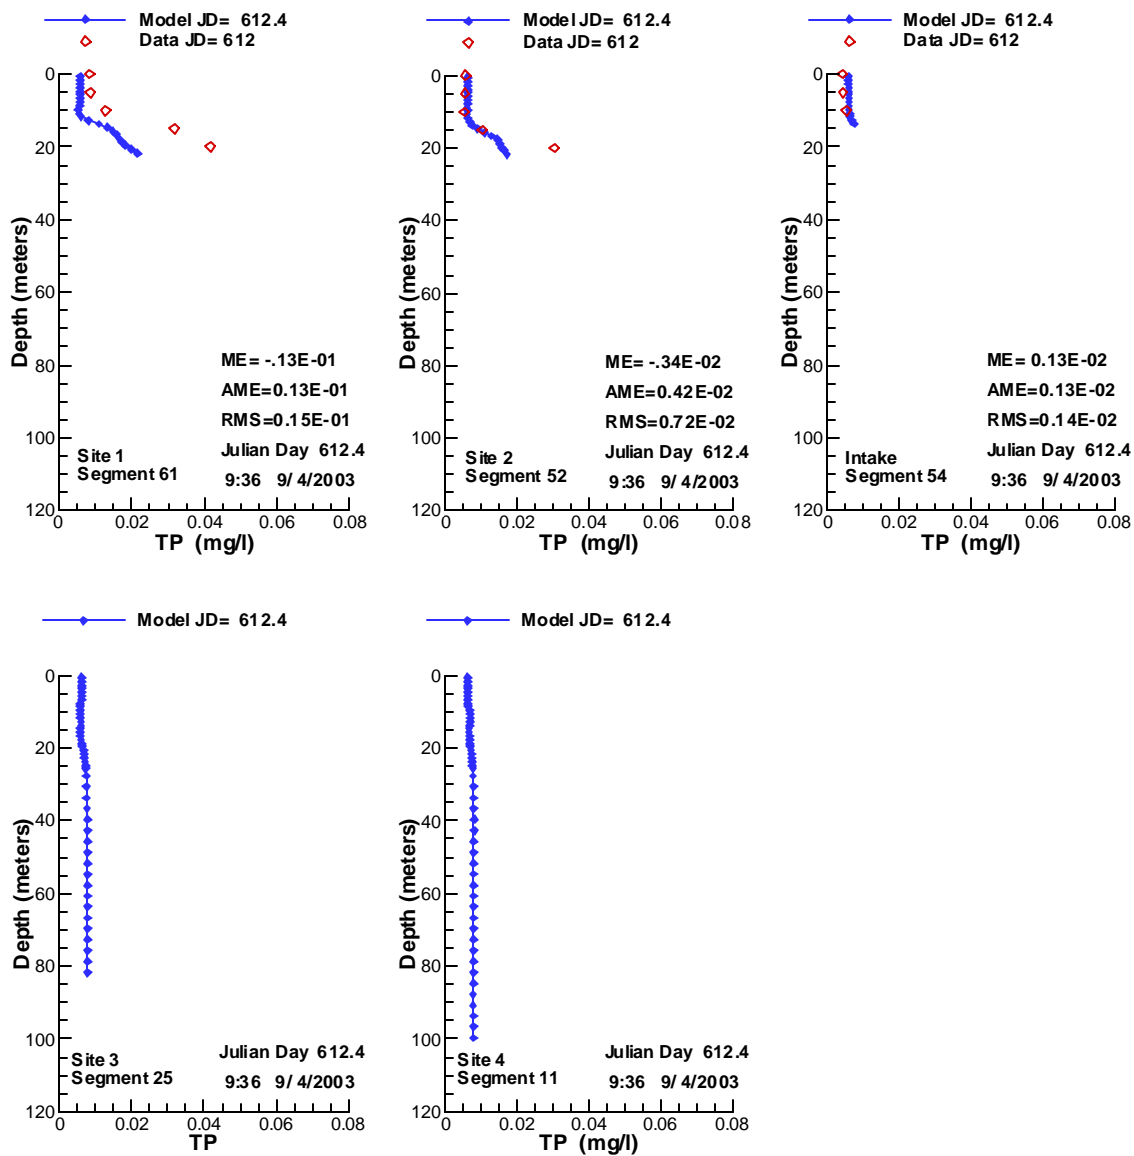 Model JD= 612.4
Data JD= 612
0
20
40
60
80
100
120
Depth (meters)
ME= -.13E-01
AME=0.13E-01
RMS=0.15E-01
Julian Day 612.4
9:36 9/ 4/2003
Site 1
Segment 61
0
0.02
0.04
0.06
0.08
TP (mg/l)
Model JD= 612.4
Data JD= 612
0
20
40
60
80
100
120
Depth (meters)
ME= -.34E-02
AME=0.42E-02
RMS=0.72E-02
Julian Day 612.4
9:36 9/ 4/2003
Site 2
Segment 52
0
0.02
0.04
0.06
0.08
TP (mg/l)
Model JD= 612.4
Data JD= 612
0
20
40
60
80
100
120
Depth (meters)
ME= 0.13E-02
AME=0.13E-02
RMS=0.14E-02
Julian Day 612.4
9:36 9/ 4/2003
Intake
Segment 54
0
0.02
0.04
0.06
0.08
TP (mg/l)
Model JD= 612.4
0
20
40
60
80
100
120
Depth (meters)
Julian Day 612.4
9:36 9/ 4/2003
Site 3
Segment 25
0
0.02
0.04
0.06
0.08
TP
Model JD= 612.4
0
20
40
60
80
100
120
Depth (meters)
Julian Day 612.4
9:36 9/ 4/2003
Site 4
Segment 11
0
0.02
0.04
0.06
0.08
TP (mg/l)